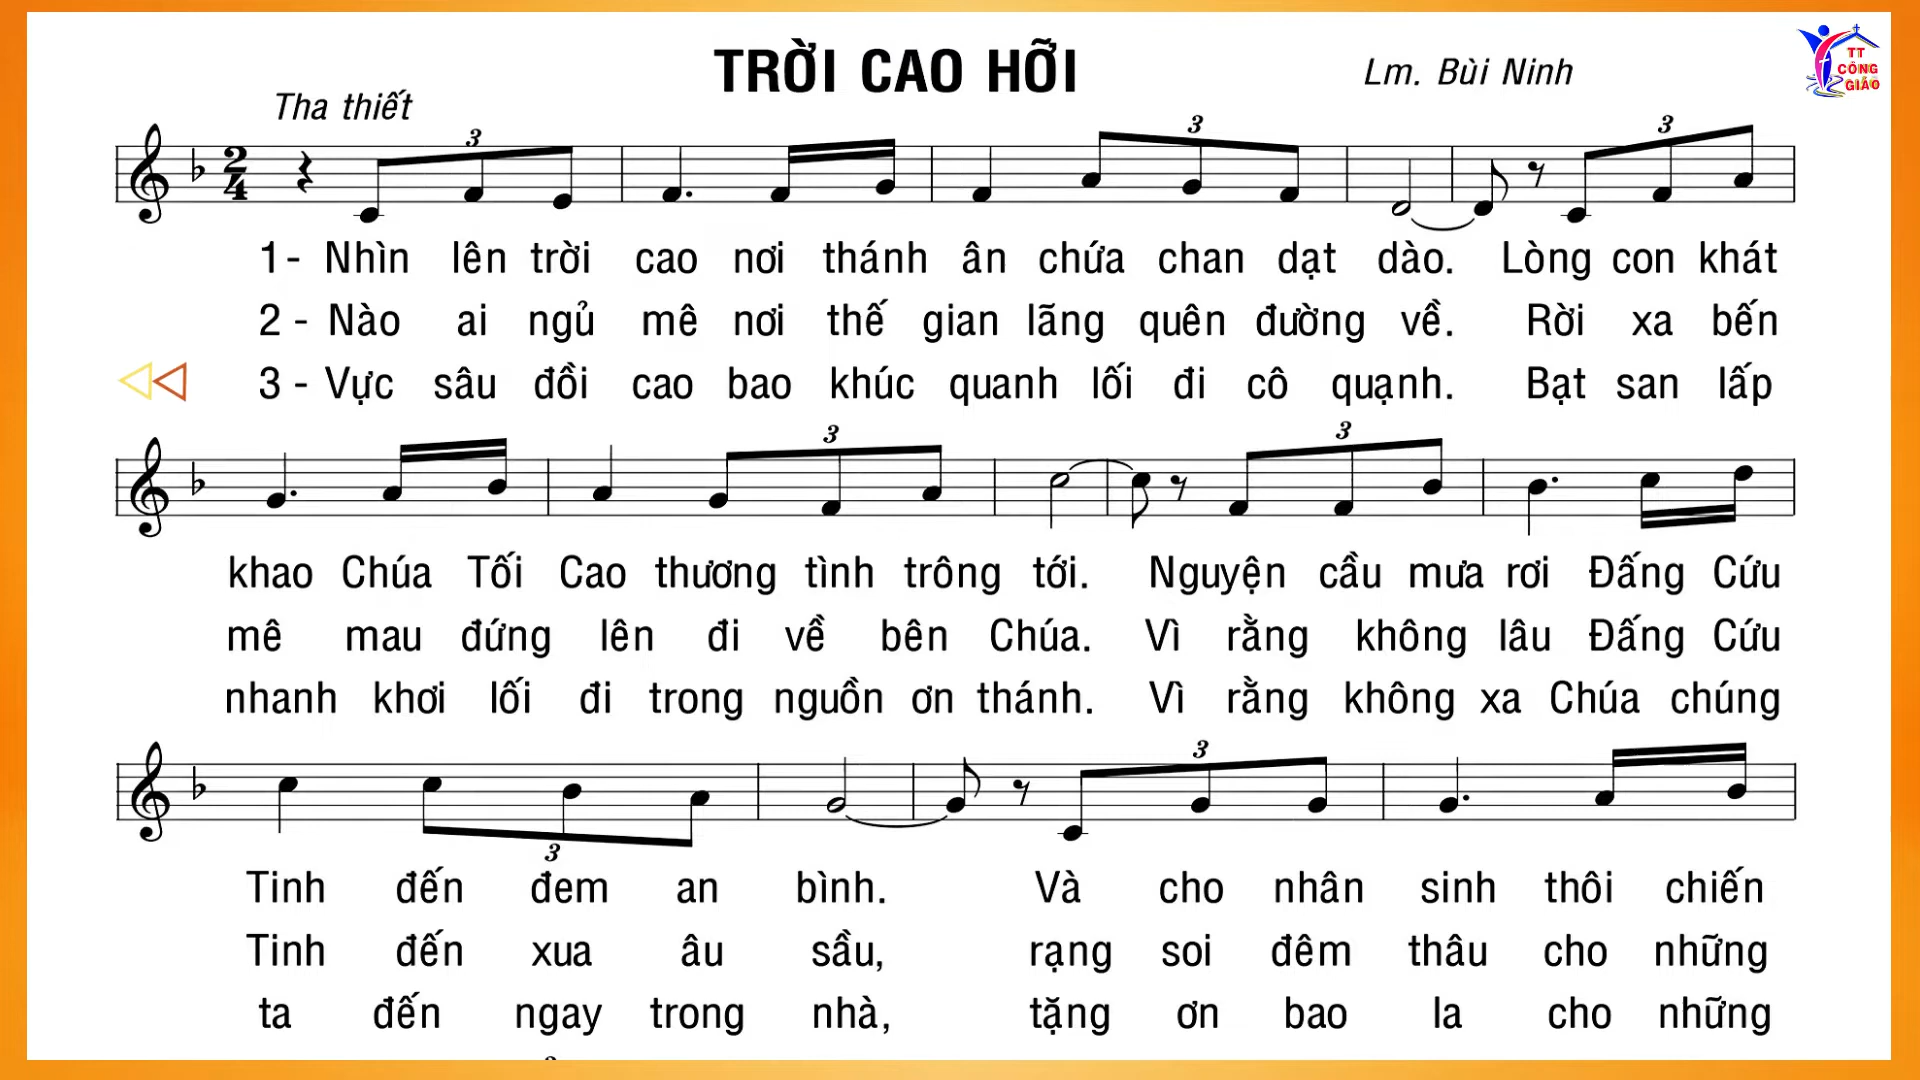 TRỜI CAO HỠI
Lm. Bùi Ninh
TT
CÔNG
GIÁO
Tha thiết
3 3 3
2
4
1- Nhìn lên trời cao nơi thánh ân chứa chan dạt dào. Lòng con khát
2 - Nào ai ngủ mê nơi thế gian lãng quên đường về. Rời xa bến
3 - Vực sâu đồi cao bao khúc quanh lối đi cô quạnh. Bạt san lấp
3 3
khao Chúa Tối Cao thương tình trông tới. Nguyện cầu mưa rơi Đấng Cứu
mê mau đứng lên đi về bên Chúa. Vì rằng không lâu Đấng Cứu
nhanh khơi lối đi trong nguồn ơn thánh. Vì rằng không xa Chúa chúng
3 3
Tinh đến đem an bình. Và cho nhân sinh thôi chiến
Tinh đến xua âu sầu, rạng soi đêm thâu cho những
ta đến ngay trong nhà, tặng ơn bao la cho những